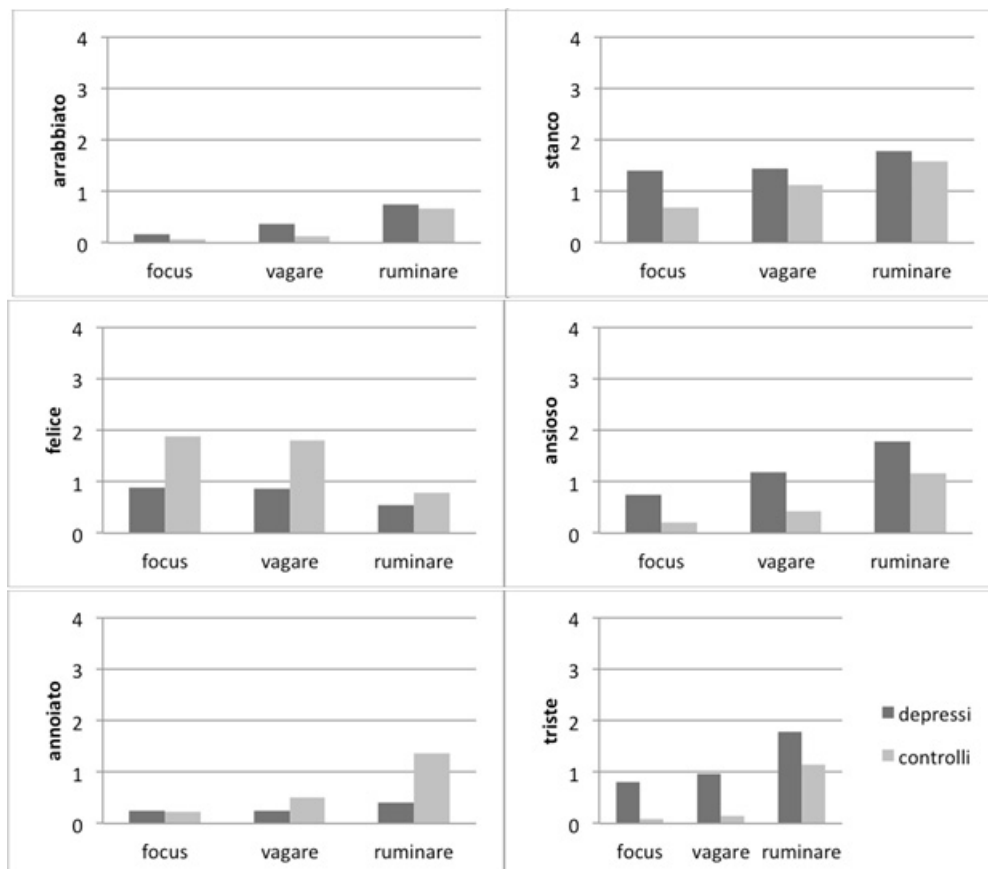 arrabbiato
4
3
2
1
0
focus vagare ruminare
stanco
4
3
2
1
0
focus vagare ruminare
felice
4
3
2
1
0
focus vagare ruminare
ansioso
4
3
2
1
0
focus vagare ruminare
annoiato
4
3
2
1
0
focus vagare ruminare
triste
4
3
2
1
0
focus vagare ruminare
depressi
controlli